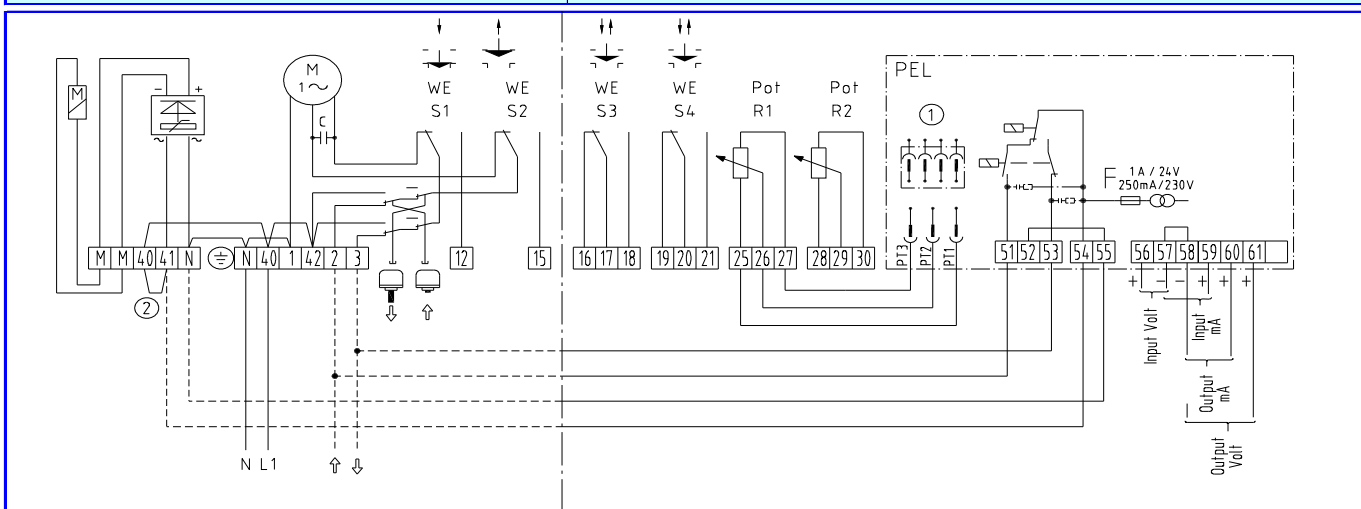 PEL
M
1~
WE
S1
WE
S2
WE
S3
WE
S4
Pot
R1
Pot
R2
1
M
- +
~ ~
C
F 1A / 24V
250mA/230V
PT3
PT2
PT1
M M 40 41 N
N 40 1 42 2 3
12
15
16 17 18
19 20 21
25 26 27
28 29 30
51 52 53
54 55
56 57 58 59 60 61
2
+ - - + + +
Input Volt
Input
mA
Output
mA
Output
Volt
N L1